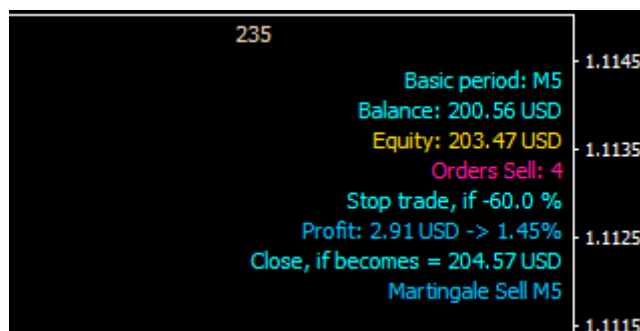 235
1.1145
Basic period: M5
Balance: 200.56 USD
Equity: 203.47 USD
1.1135
Orders Sell: 4
Stop trade, if -60.0 %
Profit: 2.91 USD -> 1.45%
1.1125
Close, if becomes = 204.57 USD
Martingale Sell M5
1.1115